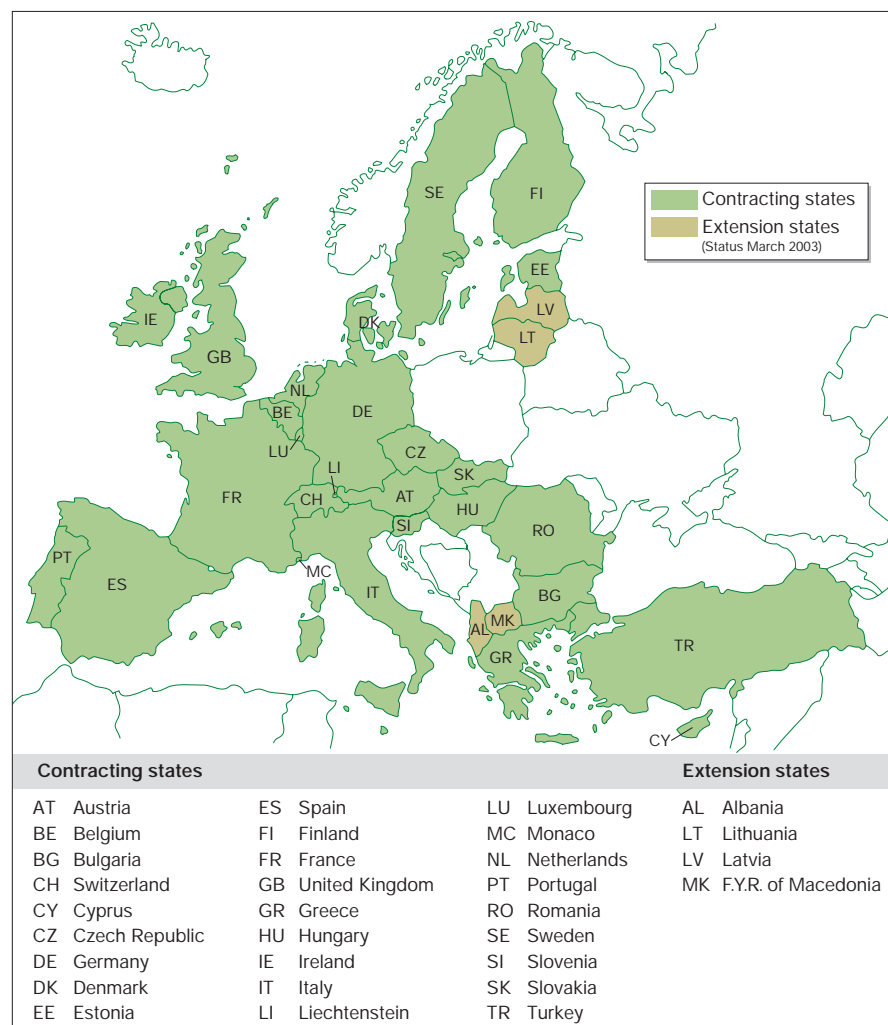 SE
FI
Contracting states
Extension states
(Status March 2003)
EE
LV
LT
IE
DK
GB
NL
BE
DE
LU
CZ
LI
SK
FR
CH
AT
HU
SI
RO
PT
ES
MC
IT
BG
MK
AL
GR
TR
CY
Contracting states Extension states
AT Austria ES Spain LU Luxembourg AL Albania
BE Belgium FI Finland MC Monaco LT Lithuania
BG Bulgaria FR France NL Netherlands LV Latvia
CH Switzerland GB United Kingdom PT Portugal MK F.Y.R. of Macedonia
CY Cyprus GR Greece RO Romania
CZ Czech Republic HU Hungary SE Sweden
DE Germany IE Ireland SI Slovenia
DK Denmark IT Italy SK Slovakia
EE Estonia LI Liechtenstein TR Turkey